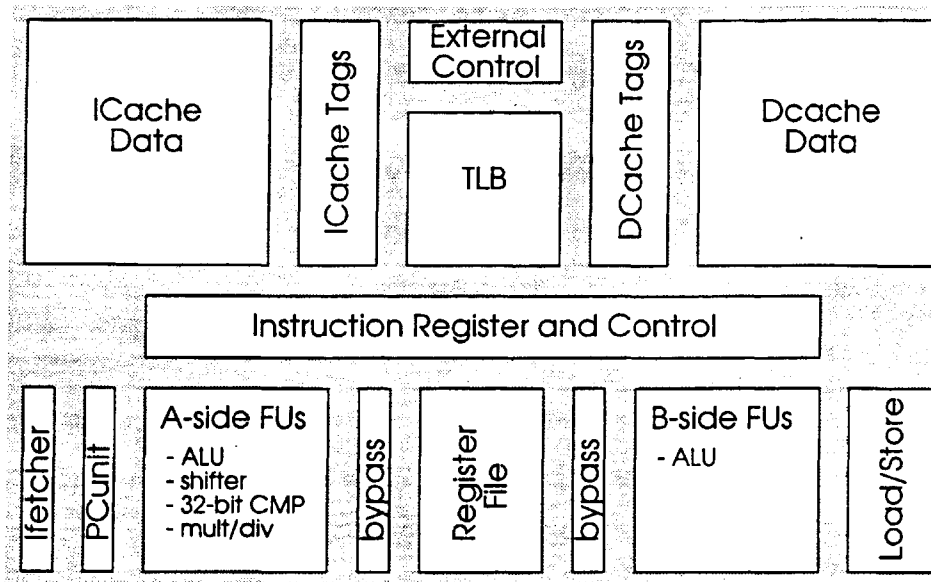 ICache
Data
ICache Tags
External
Control
TLB
DCache Tags
Dcache
Data
Instruction Register and Control
Ifetcher
PCunit
A-side FUs
- ALU
- shifter
- 32-bit CMP
- mult/div
bypass
Register
File
bypass
B-side FUs
- ALU
Load/Store